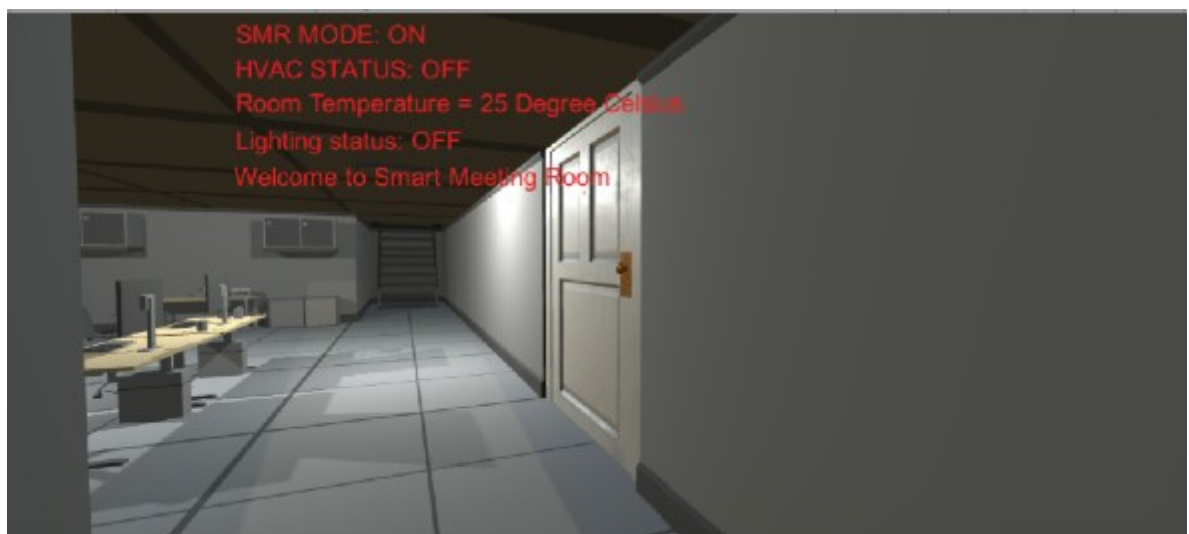 SMR MODE: ON
HVAC STATUS: OFF
Room Temperature = 25 Degree Celsius
Lighting status: OFF
Welcome to Smart Meeting Room